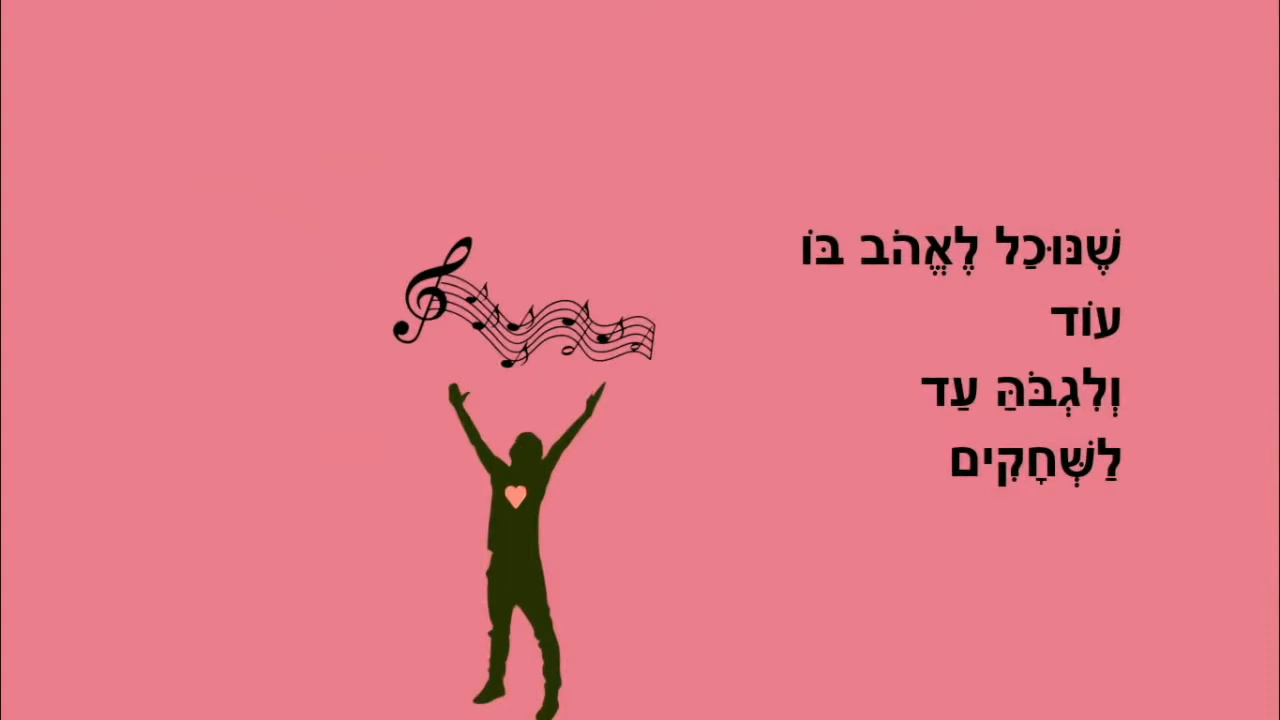 שֶׁנּוּכַל לֶאֱהֹב בּוֹ
עוֹד
וְלִגְבֹּהַּ עַד
לַשְּׁחָקִים